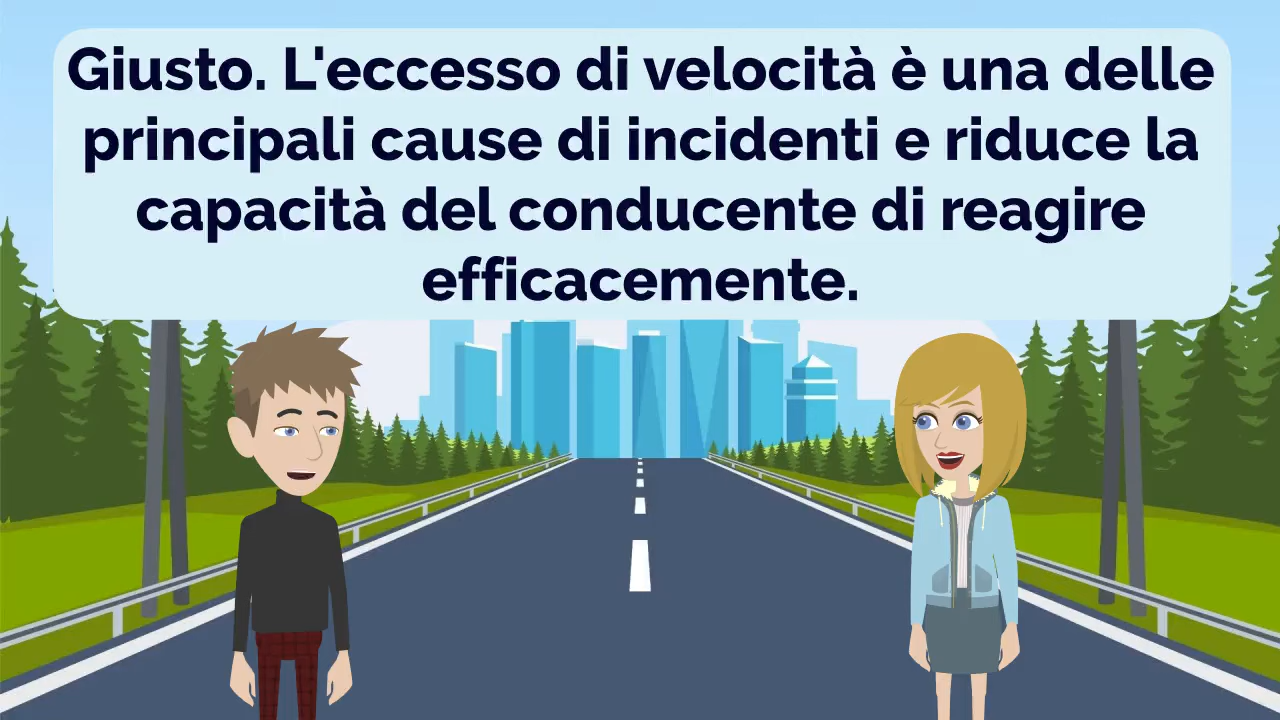 Giusto. L'eccesso di velocità è una delle
principali cause di incidenti e riduce la
capacità del conducente di reagire
efficacemente.